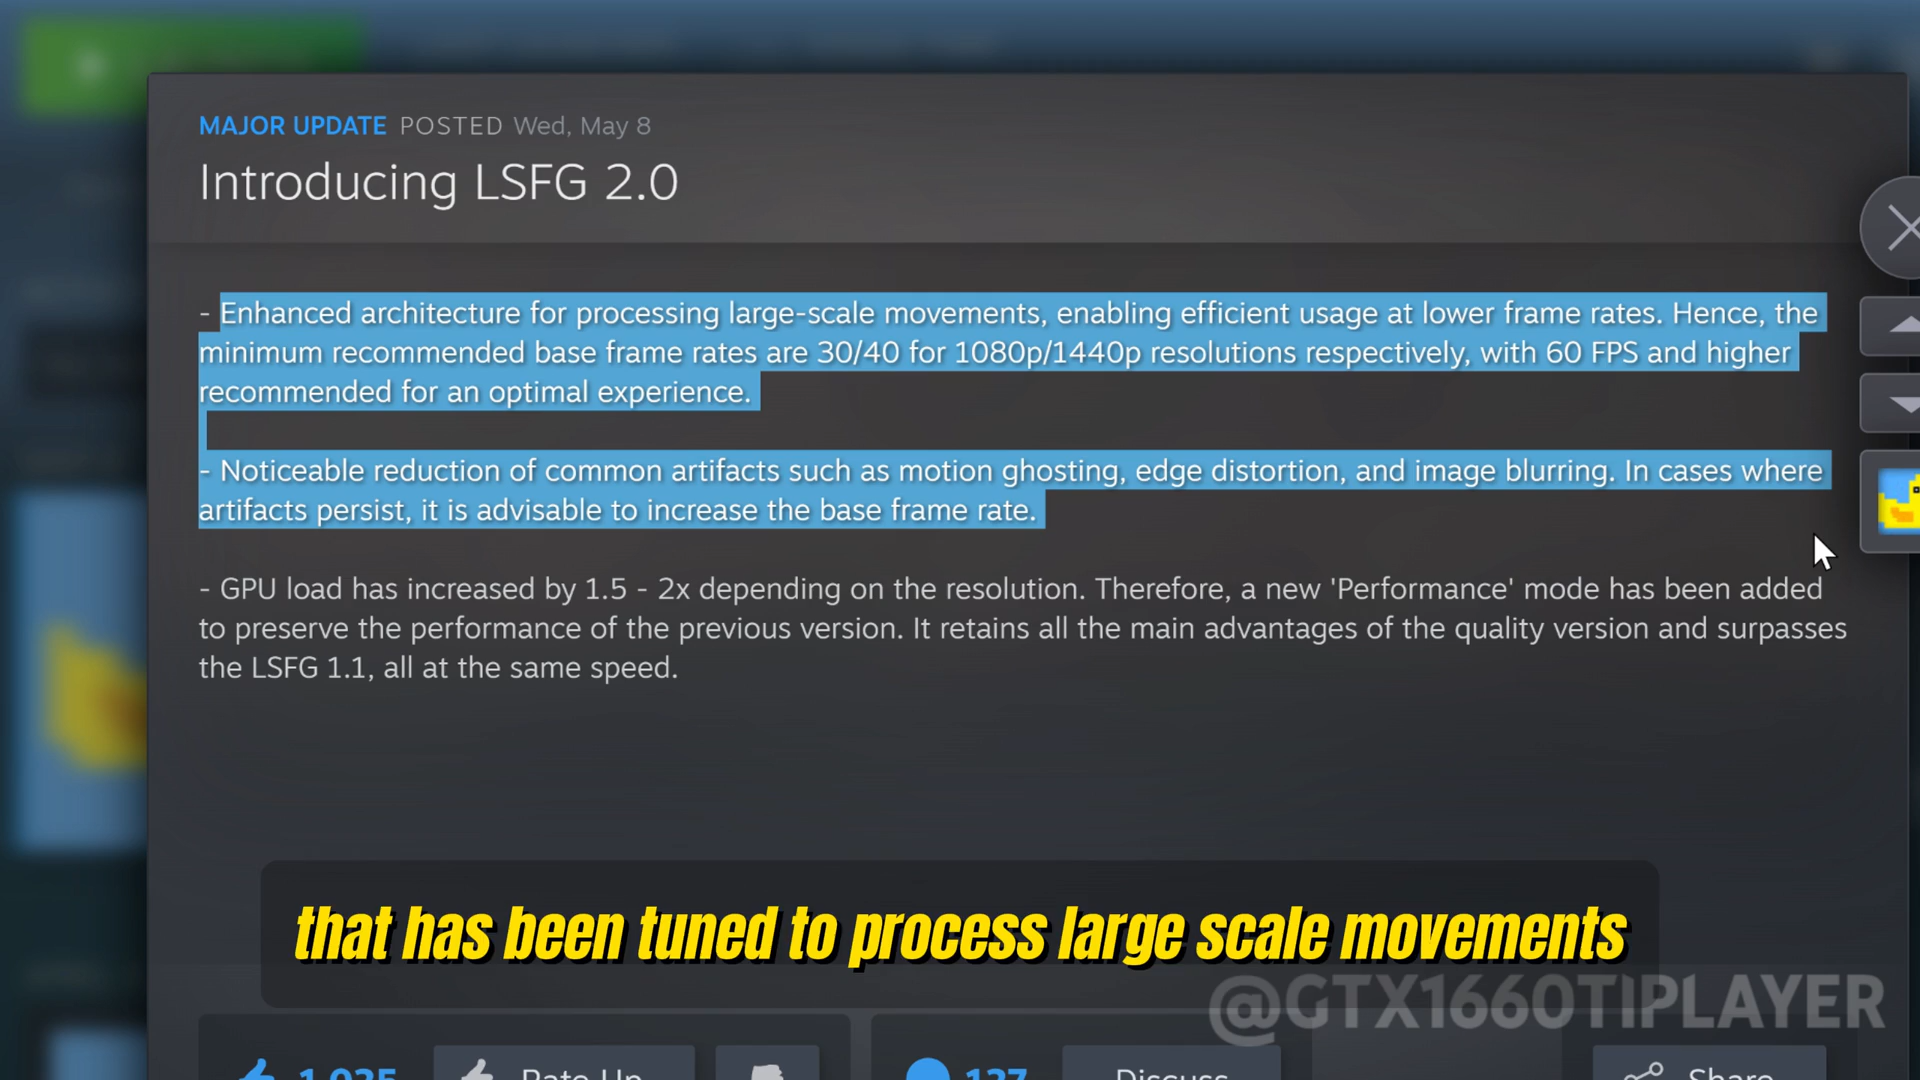 MAJOR UPDATE POSTED Wed, May 8
Introducing LSFG 2.0
- Enhanced architecture for processing large-scale movements, enabling efficient usage at lower frame rates. Hence, the
minimum recommended base frame rates are 30/40 for 1080p/1440p resolutions respectively, with 60 FPS and higher
recommended for an optimal experience.
- Noticeable reduction of common artifacts such as motion ghosting, edge distortion, and image blurring. In cases where
artifacts persist, it is advisable to increase the base frame rate.
- GPU load has increased by 1.5 - 2x depending on the resolution. Therefore, a new 'Performance' mode has been added
to preserve the performance of the previous version. It retains all the main advantages of the quality version and surpasses
the LSFG 1.1, all at the same speed.
that has been tuned to process large scale movements
@GTX1660TIPLAYER
1,025 Rate Up 127 Discuss Share